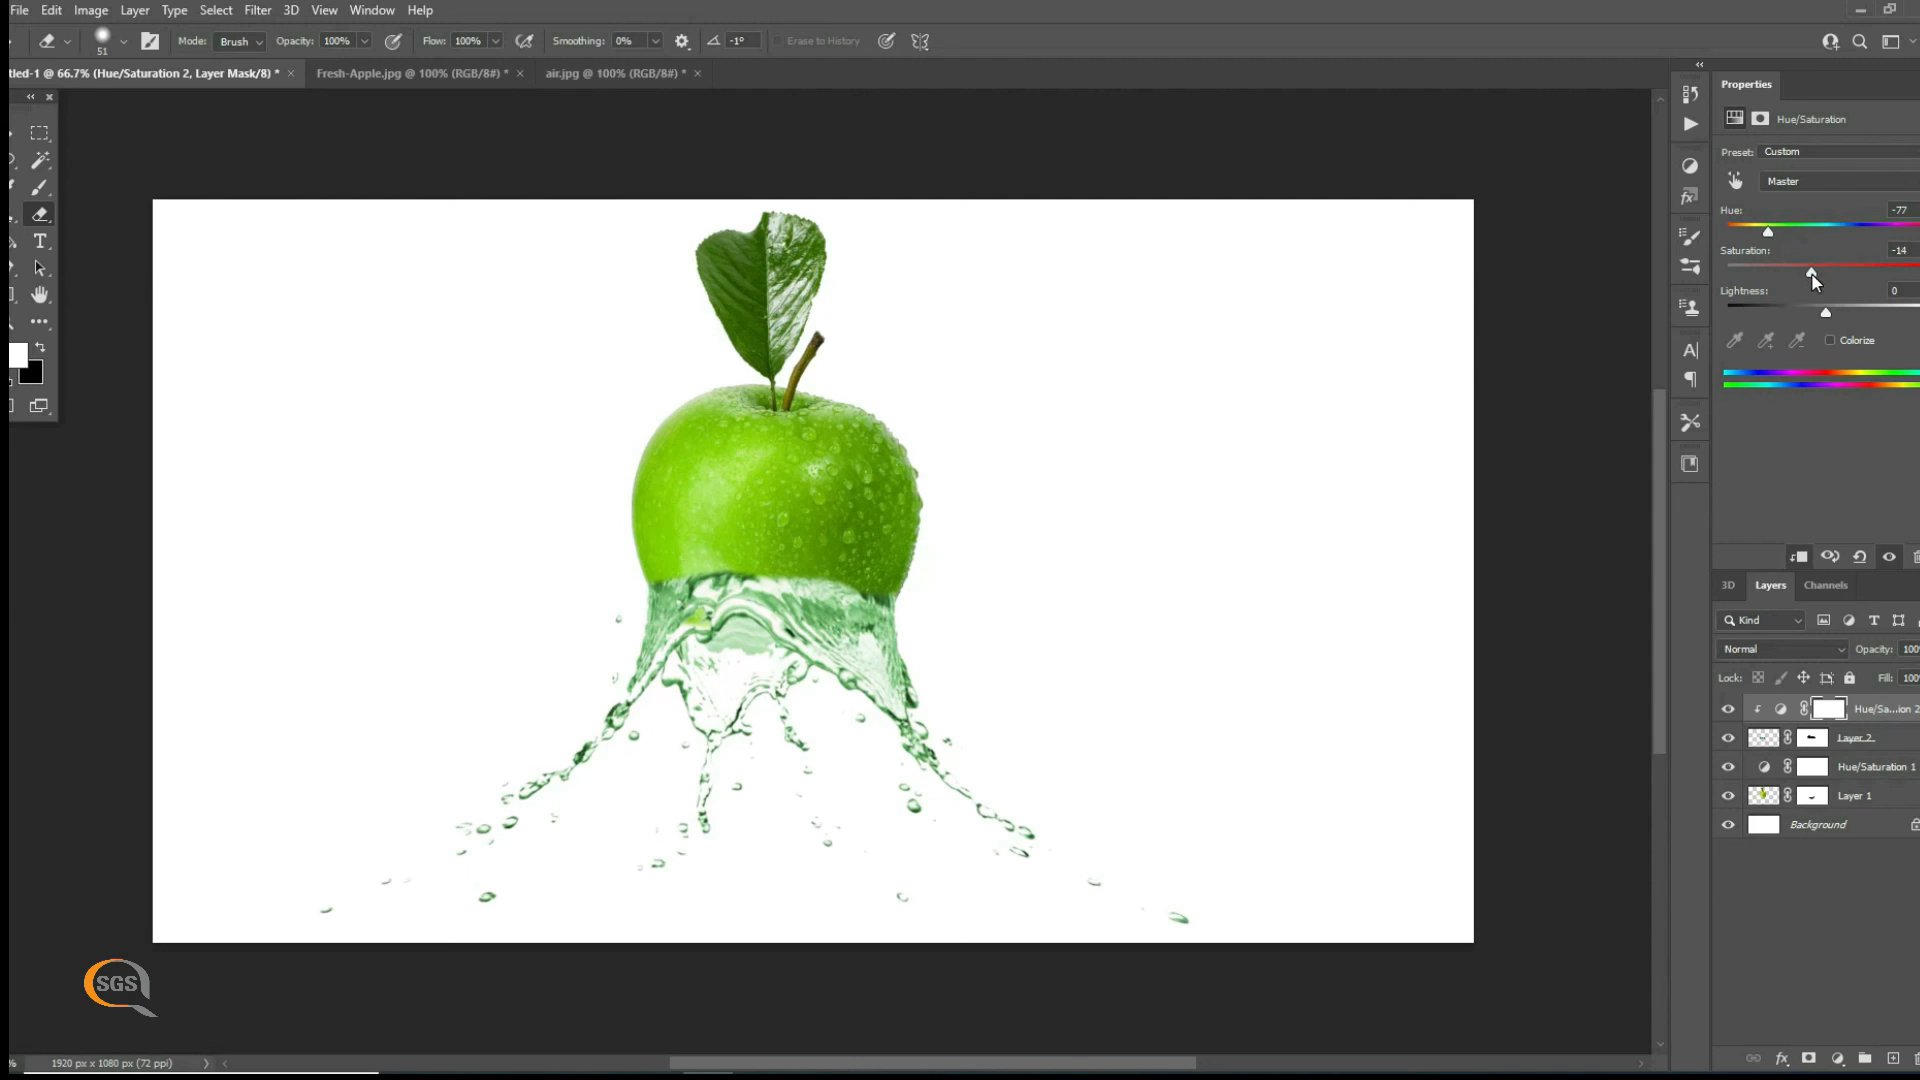 File Edit Image Layer Type Select Filter 3D View Window Help
51 Mode: Brush Opacity: 100% Flow: 100% Smoothing: 0% -1° Erase to History
tled-1 @ 66.7% (Hue/Saturation 2, Layer Mask/8) * × Fresh-Apple.jpg @ 100% (RGB/8#) * × air.jpg @ 100% (RGB/8#) * ×
Properties
Hue/Saturation
Preset: Custom
Master
Hue: -77
Saturation: -14
Lightness: 0
Colorize
3D Layers Channels
Kind
Normal Opacity: 100
Lock: Fill: 100
Hue/Sa...ion 2
Layer 2
Hue/Saturation 1
Layer 1
Background
SGS
% 1920 px x 1080 px (72 ppi)